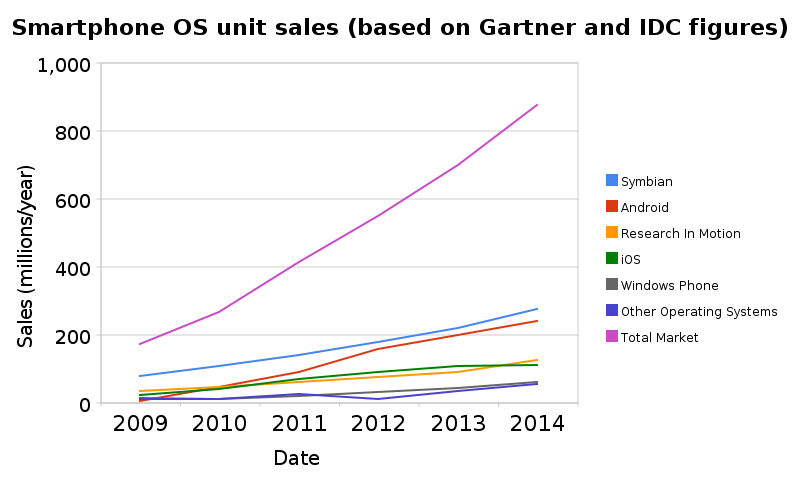 Smartphone OS unit sales (based on Gartner and IDC figures)
1,000
800
600
400
200
0
Sales (millions/year)
2009 2010 2011 2012 2013 2014
Date
Symbian
Android
Research In Motion
iOS
Windows Phone
Other Operating Systems
Total Market